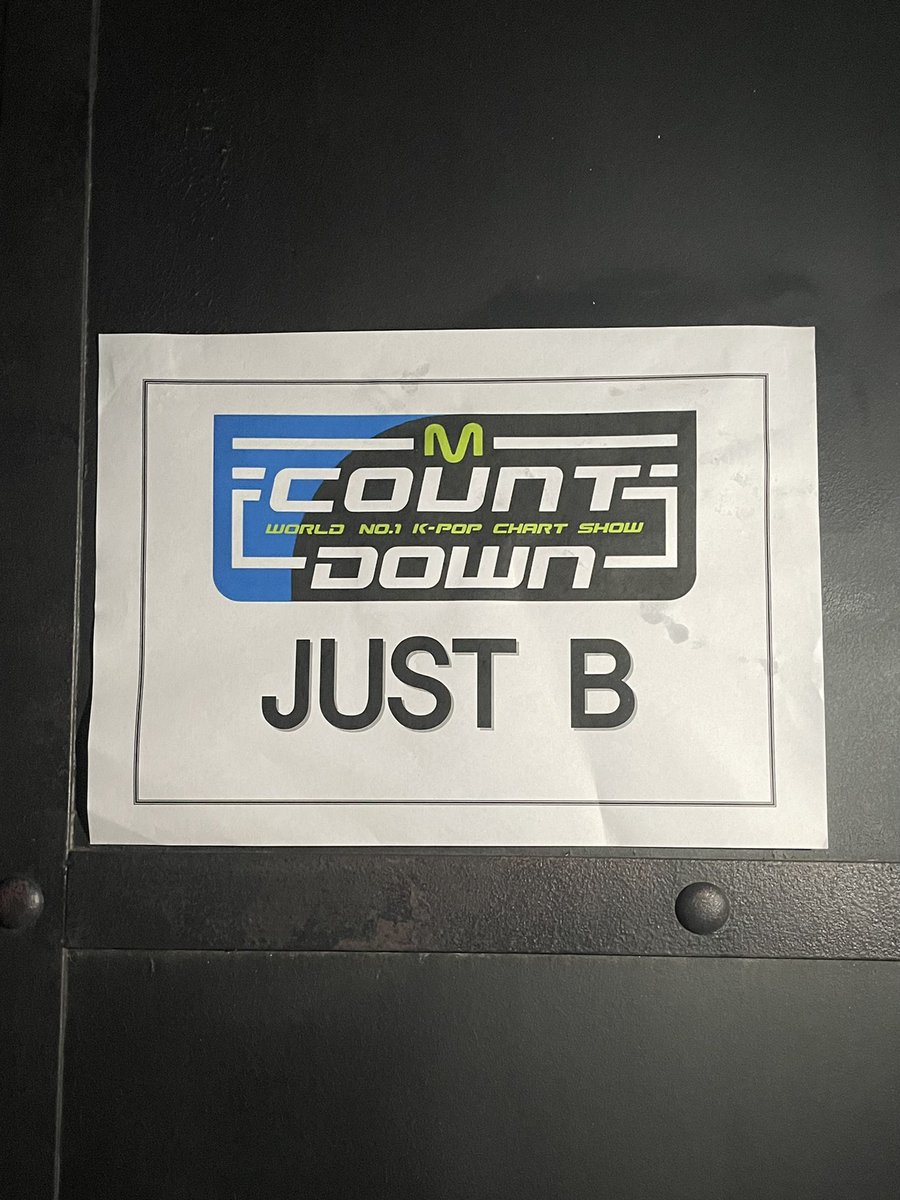 M
COUNT
WORLD NO.1 K-POP CHART SHOW
DOWN
JUST B